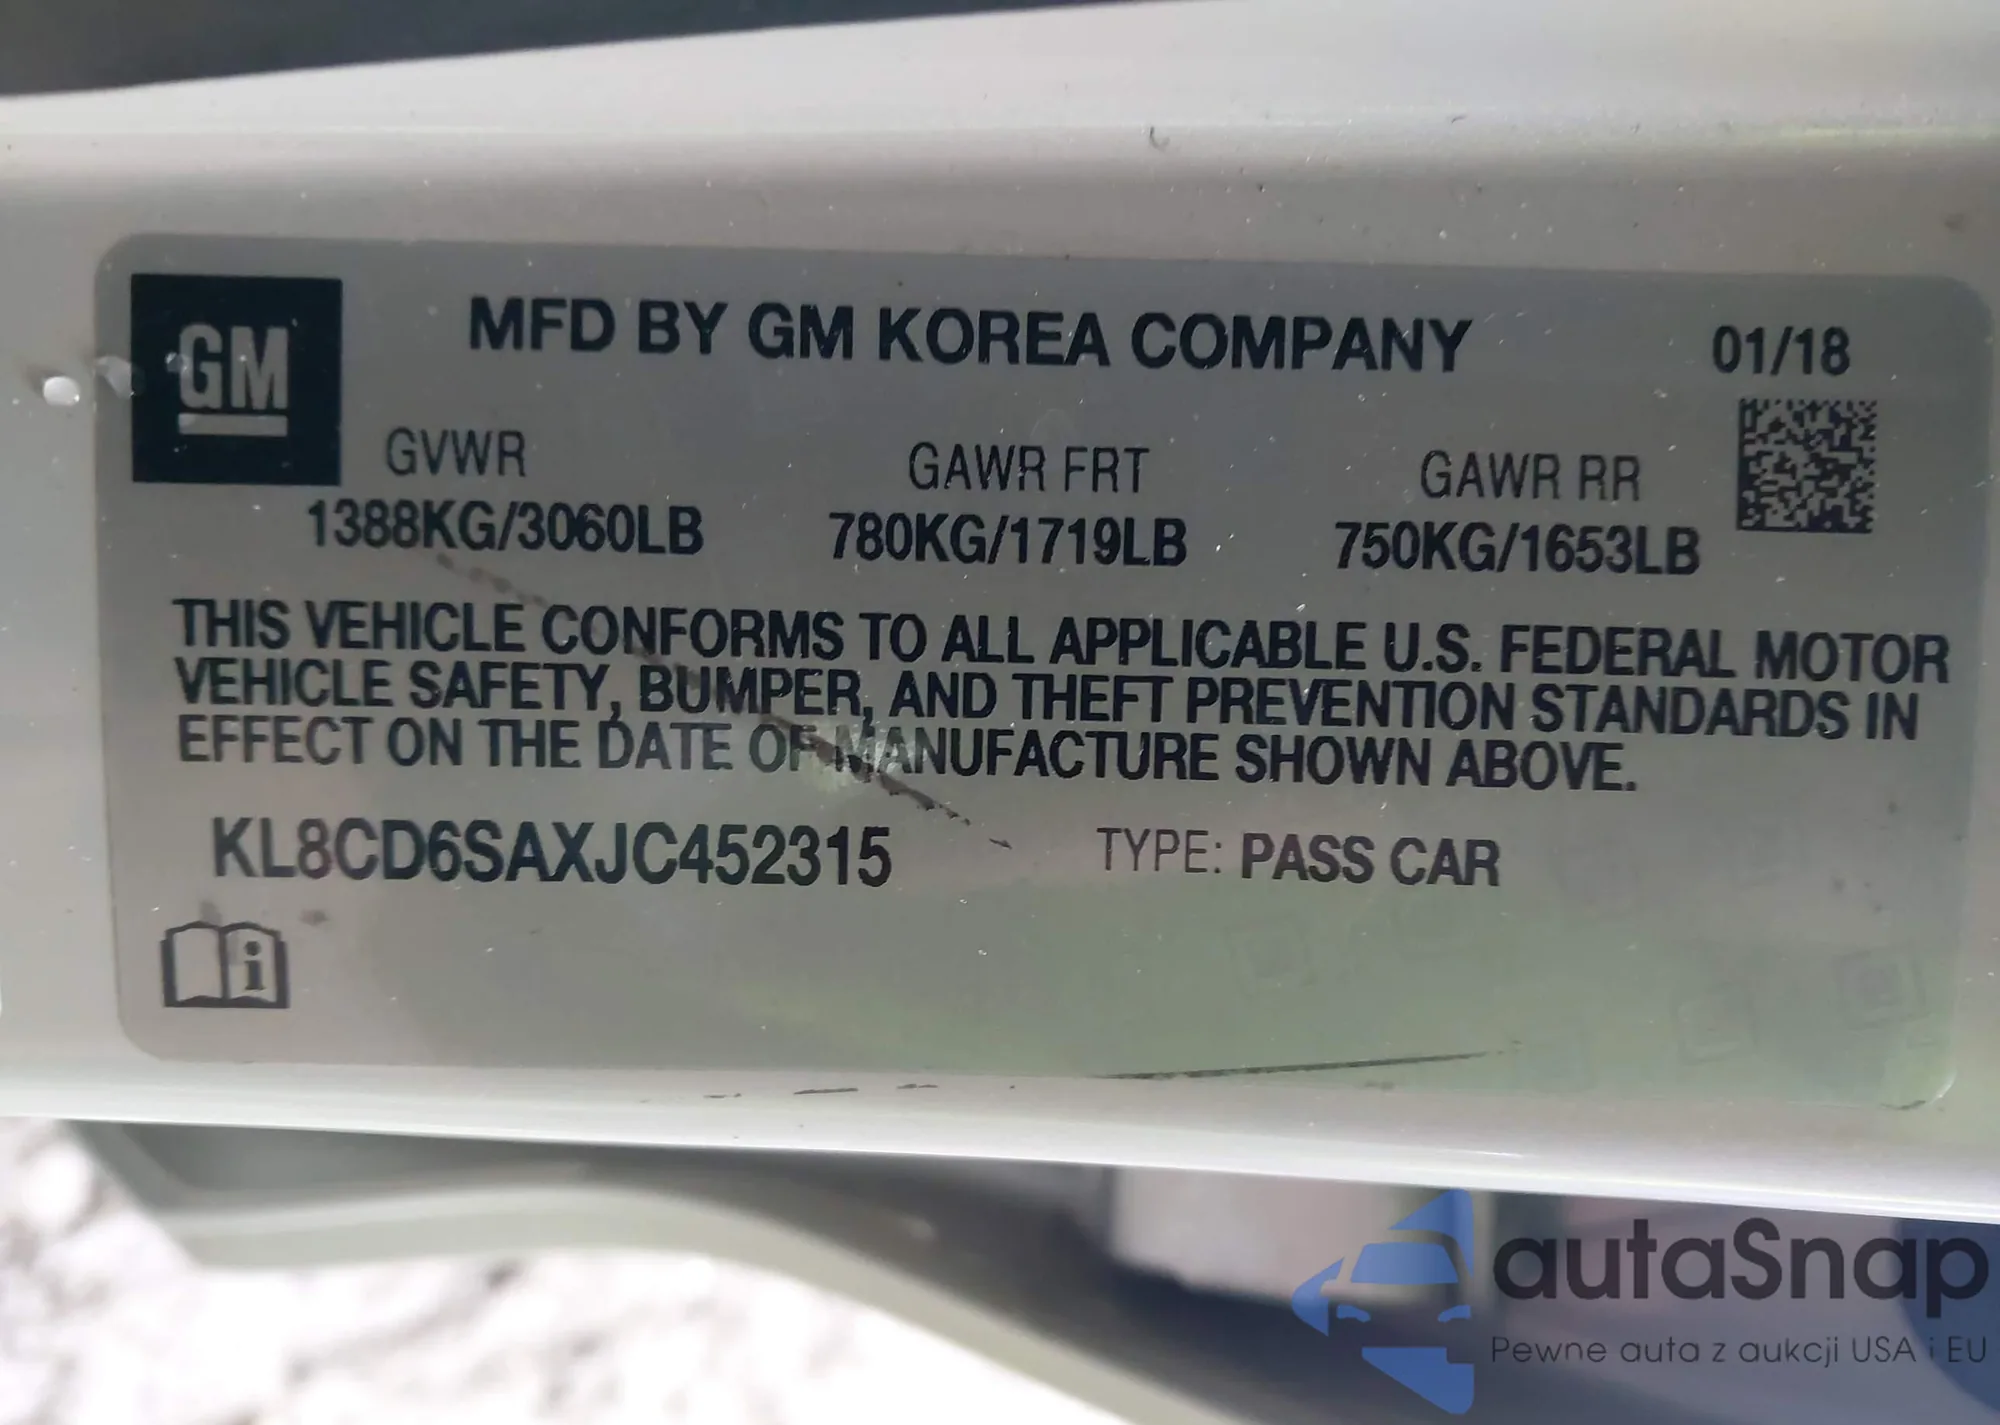 MFD BY GM KOREA COMPANY 01/18
GM
GVWR GAWR FRT GAWR RR
1388KG/3060LB 780KG/1719LB 750KG/1653LB
THIS VEHICLE CONFORMS TO ALL APPLICABLE U.S. FEDERAL MOTOR
VEHICLE SAFETY, BUMPER, AND THEFT PREVENTION STANDARDS IN
EFFECT ON THE DATE OF MANUFACTURE SHOWN ABOVE.
KL8CD6SAXJC452315 TYPE: PASS CAR
i
autaSnap
Pewne auta z aukcji USA i EU